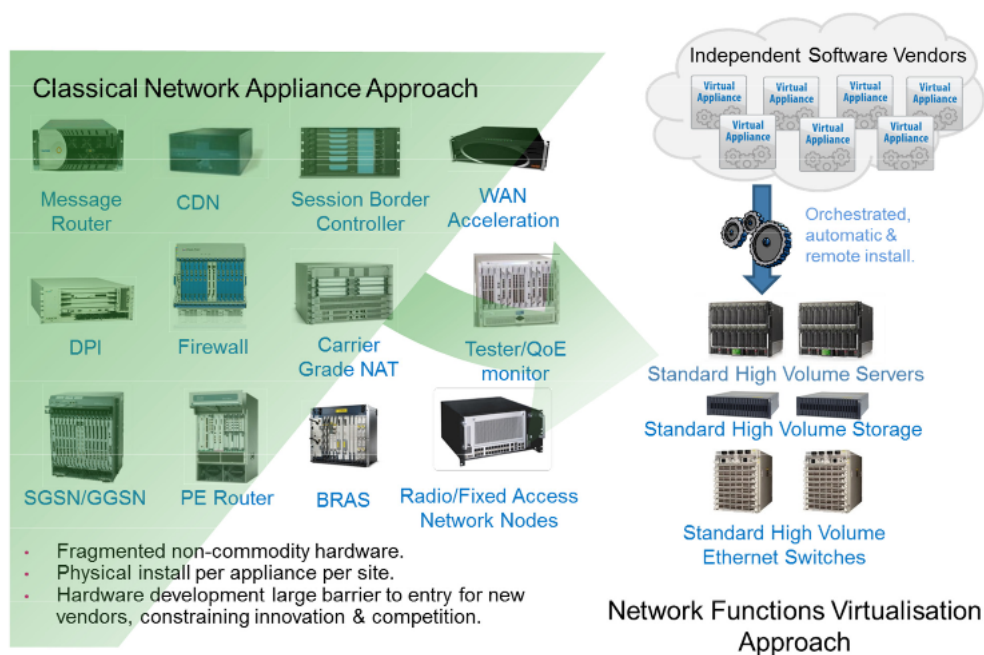 Classical Network Appliance Approach
Message
Router
CDN
Session Border
Controller
WAN
Acceleration
DPI
Firewall
Carrier
Grade NAT
Tester/QoE
monitor
SGSN/GGSN
PE Router
BRAS
Radio/Fixed Access
Network Nodes
• Fragmented non-commodity hardware.
• Physical install per appliance per site.
• Hardware development large barrier to entry for new
vendors, constraining innovation & competition.
Independent Software Vendors
Virtual
Appliance
Virtual
Appliance
Virtual
Appliance
Virtual
Appliance
Virtual
Appliance
Virtual
Appliance
Virtual
Appliance
Orchestrated,
automatic &
remote install.
Standard High Volume Servers
Standard High Volume Storage
Standard High Volume
Ethernet Switches
Network Functions Virtualisation
Approach